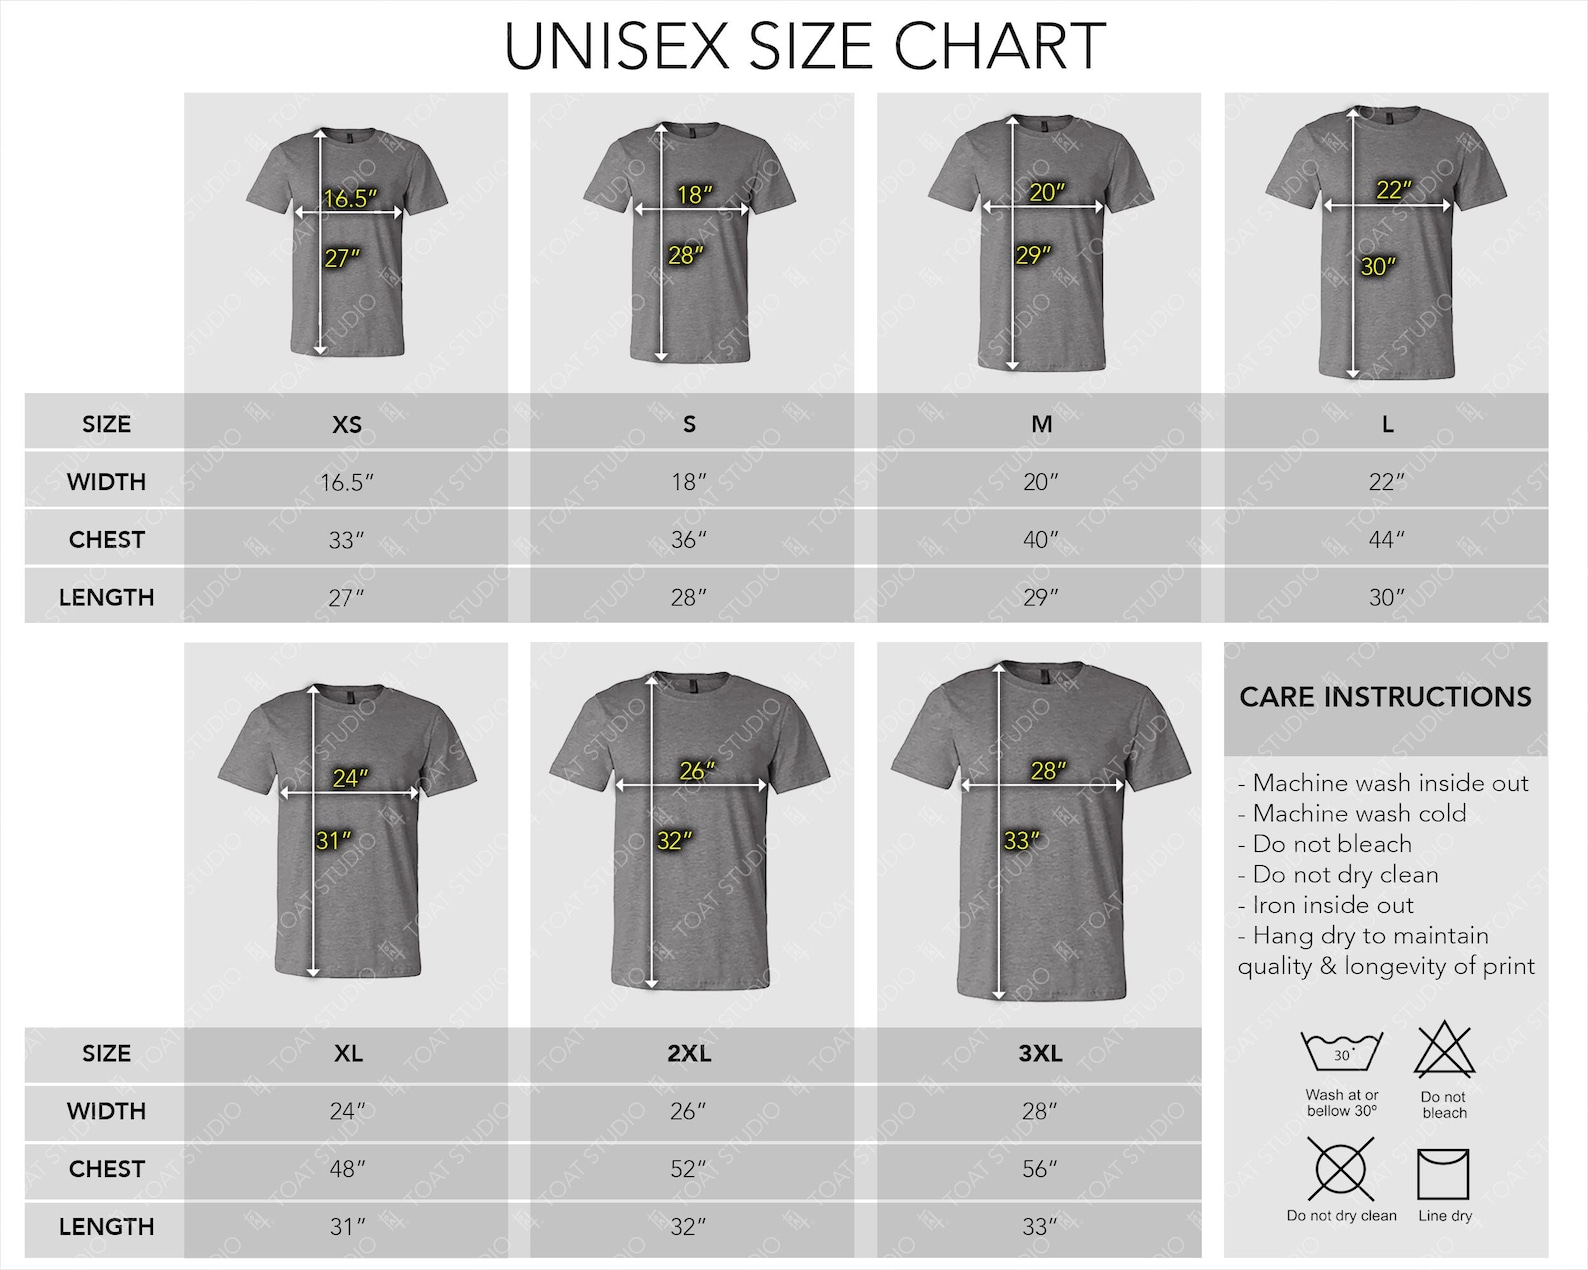 UNISEX SIZE CHART
16.5" 18" 20" 22"
27" 28" 29" 30"
SIZE XS S M L
WIDTH 16.5" 18" 20" 22"
CHEST 33" 36" 40" 44"
LENGTH 27" 28" 29" 30"
24" 26" 28"
31" 32" 33"
SIZE XL 2XL 3XL
WIDTH 24" 26" 28"
CHEST 48" 52" 56"
LENGTH 31" 32" 33"
CARE INSTRUCTIONS
- Machine wash inside out
- Machine wash cold
- Do not bleach
- Do not dry clean
- Iron inside out
- Hang dry to maintain
quality & longevity of print
30°
Wash at or
bellow 30º
Do not
bleach
Do not dry clean
Line dry
TOAT STUDIO